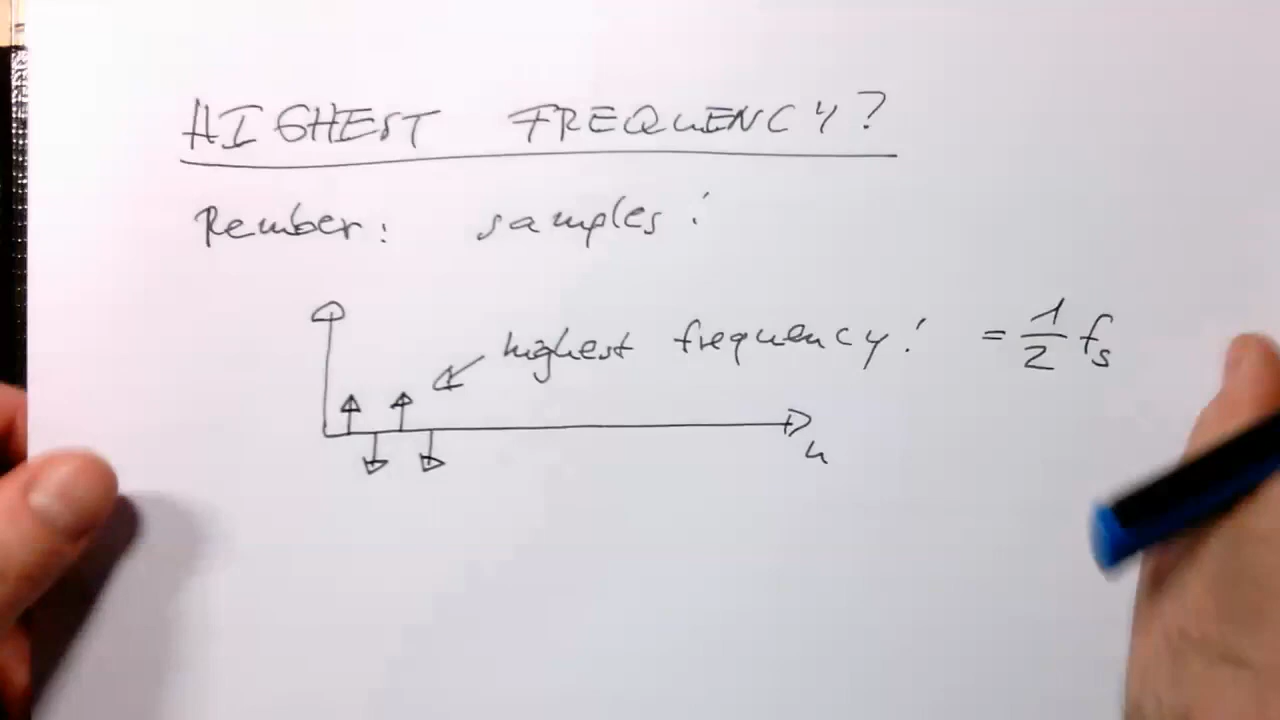 HIGHEST FREQUENCY?
Rember: samples:
highest frequency! = 1/2 fs
n